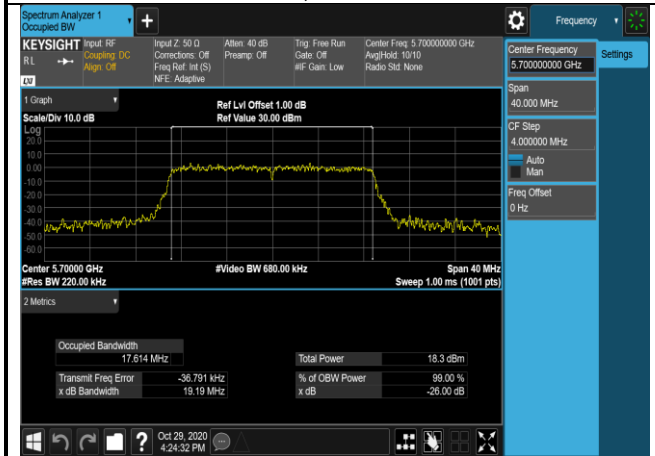 Spectrum Analyzer 1
Occupied BW
Frequency
KEYSIGHT
RL
LXI
Input: RF
Coupling: DC
Align: Off
Input Z: 50 Ω
Corrections: Off
Freq Ref: Int (S)
NFE: Adaptive
Atten: 40 dB
Preamp: Off
Trig: Free Run
Gate: Off
#IF Gain: Low
Center Freq: 5.700000000 GHz
Avg|Hold: 10/10
Radio Std: None
Center Frequency
5.700000000 GHz
Settings
Span
40.000 MHz
CF Step
4.000000 MHz
Auto
Man
Freq Offset
0 Hz
1 Graph
Scale/Div 10.0 dB
Ref Lvl Offset 1.00 dB
Ref Value 30.00 dBm
Log
20.0
10.0
0.00
-10.0
-20.0
-30.0
-40.0
-50.0
-60.0
Center 5.70000 GHz
#Res BW 220.00 kHz
#Video BW 680.00 kHz
Span 40 MHz
Sweep 1.00 ms (1001 pts)
2 Metrics
Occupied Bandwidth
17.614 MHz
Total Power 18.3 dBm
Transmit Freq Error -36.791 kHz
% of OBW Power 99.00 %
x dB Bandwidth 19.19 MHz
x dB -26.00 dB
Oct 29, 2020
4:24:32 PM